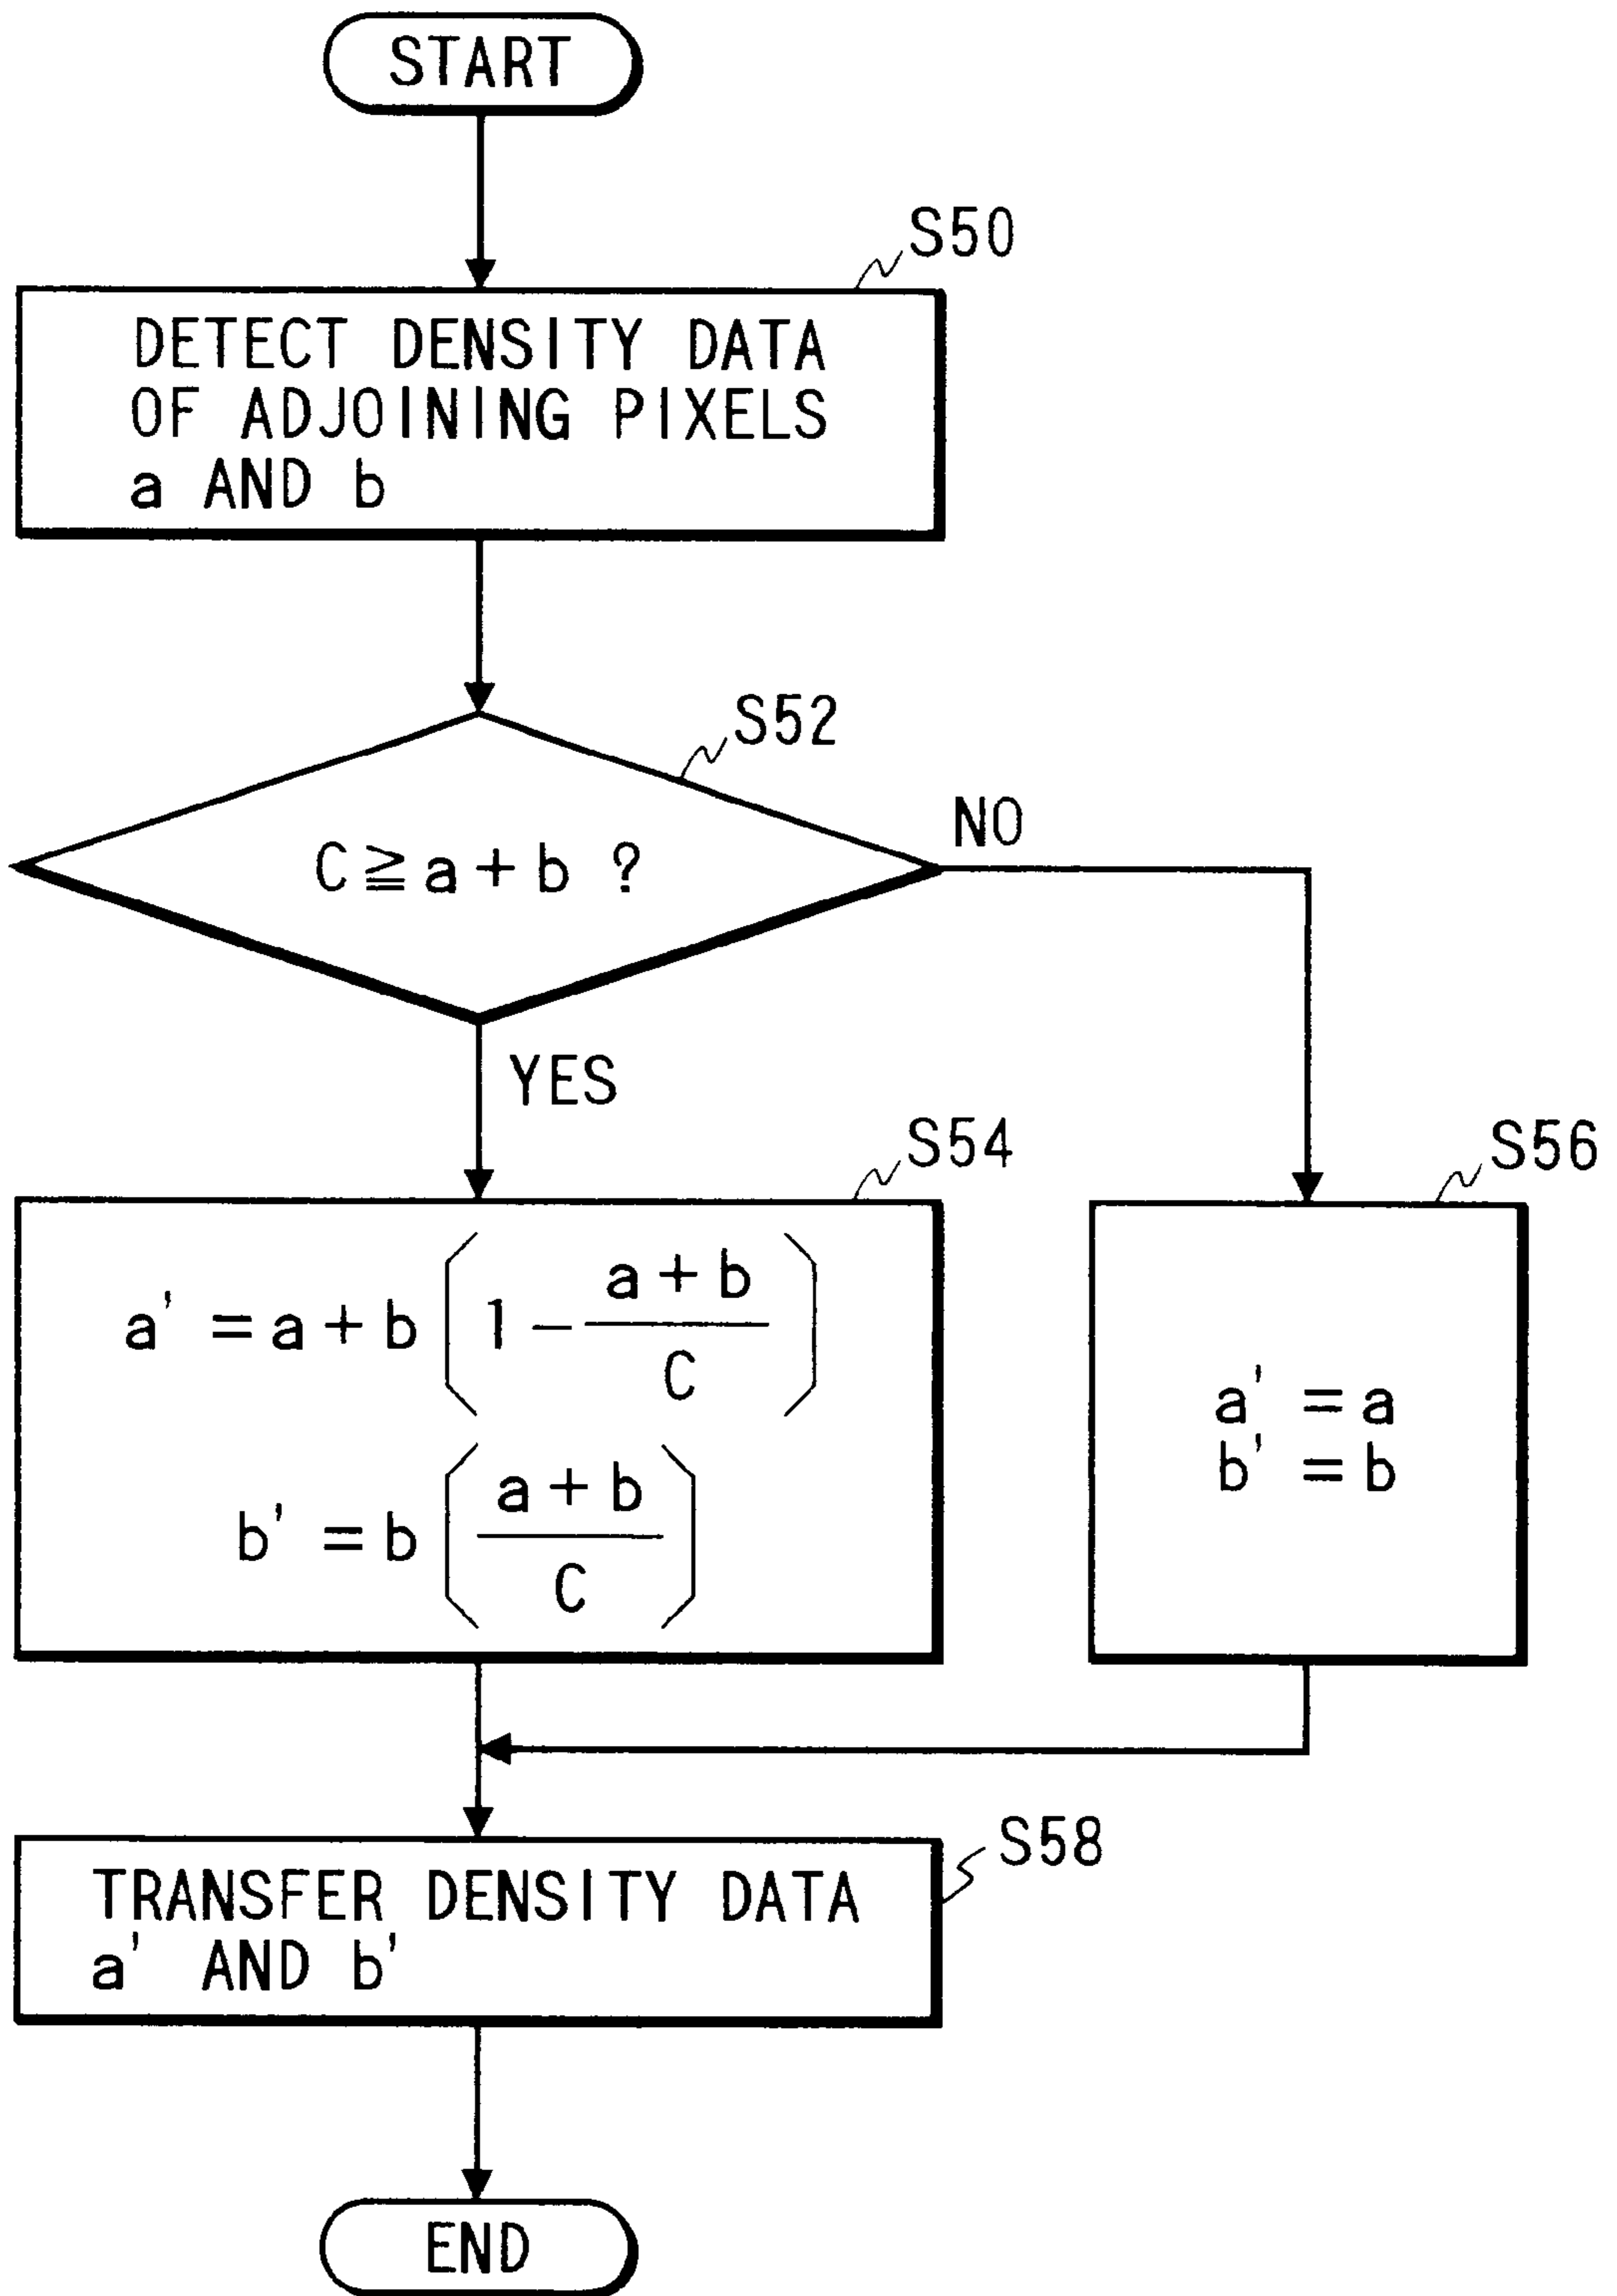 START
S50
DETECT DENSITY DATA
OF ADJOINING PIXELS
a AND b
S52
C ≧ a + b ?
NO
YES
S54
a' = a + b ( 1 - (a + b) / C )
b' = b ( (a + b) / C )
S56
a' = a
b' = b
S58
TRANSFER DENSITY DATA
a' AND b'
END